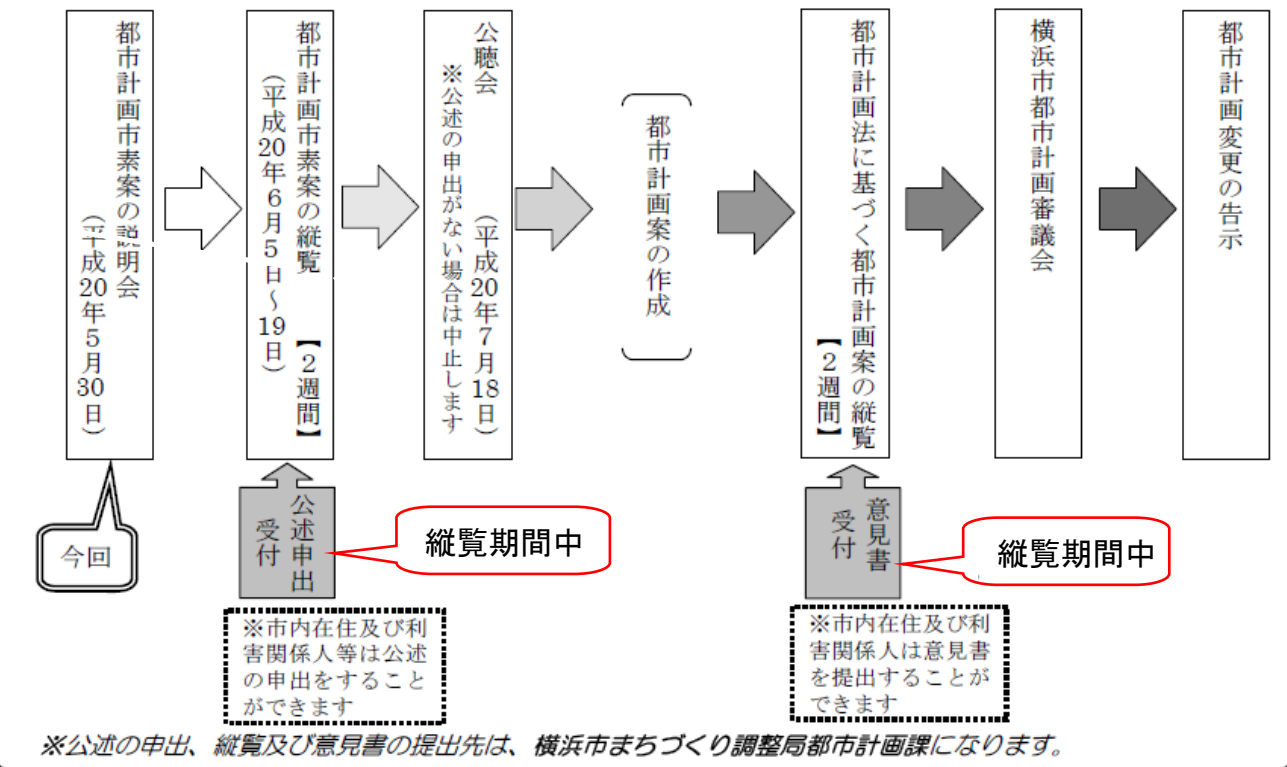 都市計画市素案の説明会
（平成20年５月30日）
都市計画市素案の縦覧 【２週間】
（平成20年６月５日～19日）
公聴会 （平成20年７月18日）
※公述の申出がない場合は中止します
都市計画案の作成
都市計画法に基づく都市計画案の縦覧
【２週間】
横浜市都市計画審議会
都市計画変更の告示
今回
公述申出
受付
縦覧期間中
意見書
受付
縦覧期間中
※市内在住及び利
害関係人等は公述
の申出をすること
ができます
※市内在住及び利
害関係人は意見書
を提出することが
できます
※公述の申出、縦覧及び意見書の提出先は、横浜市まちづくり調整局都市計画課になります。